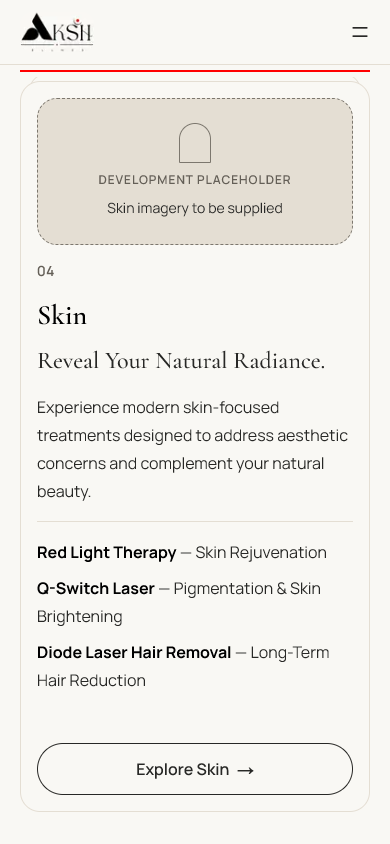 AKSH
DEVELOPMENT PLACEHOLDER
Skin imagery to be supplied
04
Skin
Reveal Your Natural Radiance.
Experience modern skin-focused
treatments designed to address aesthetic
concerns and complement your natural
beauty.
Red Light Therapy — Skin Rejuvenation
Q-Switch Laser — Pigmentation & Skin
Brightening
Diode Laser Hair Removal — Long-Term
Hair Reduction
Explore Skin →